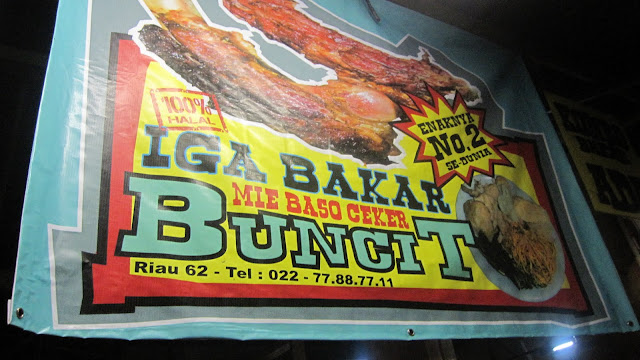 100%
HALAL
ENAKNYA
NO.2
SE-DUNIA
IGA BAKAR
MIE BASO CEKER
BUNCIT
Riau 62 - Tel : 022 - 77.88.77.11